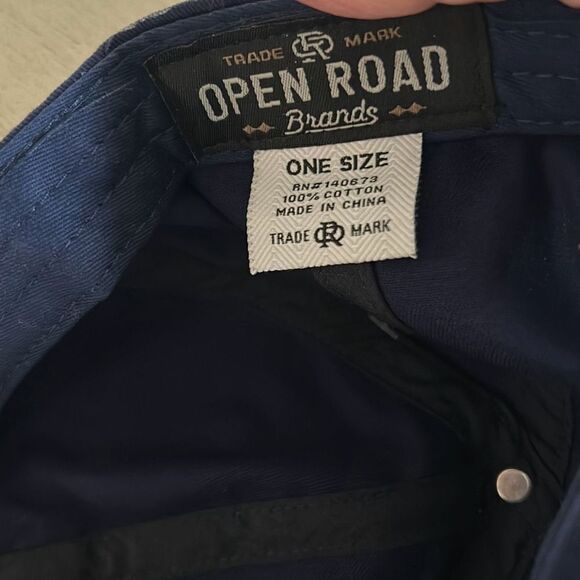 TRADE MARK
OPEN ROAD
Brands
ONE SIZE
RN#140673
100% COTTON
MADE IN CHINA
TRADE MARK